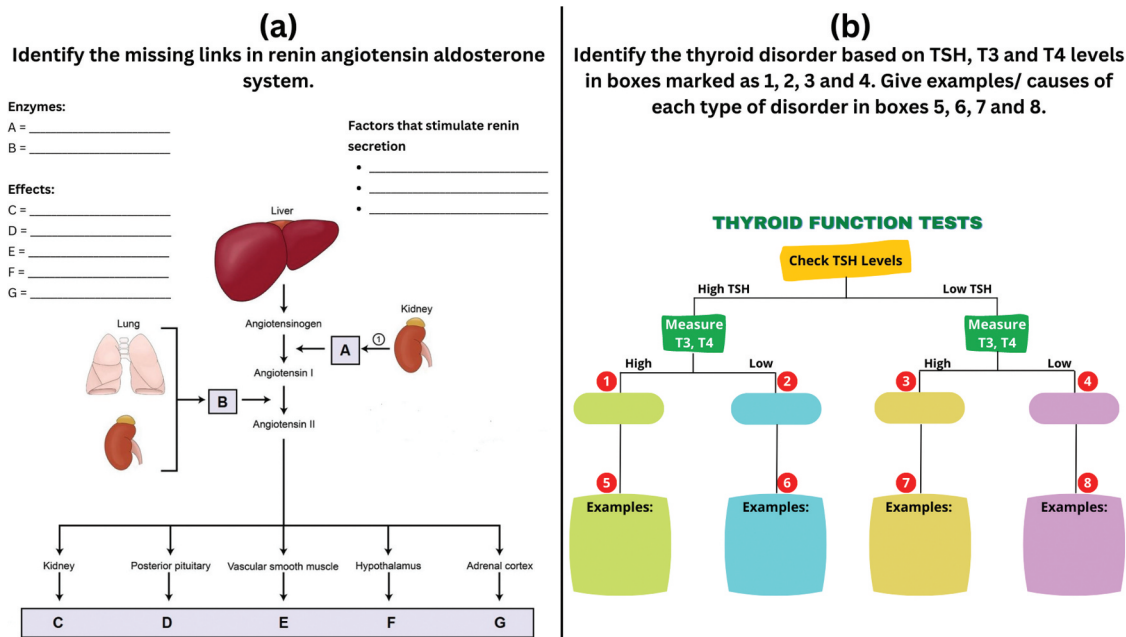 (a)
Identify the missing links in renin angiotensin aldosterone
system.
Enzymes:
A = ____________________
B = ____________________
Effects:
C = ____________________
D = ____________________
E = ____________________
F = ____________________
G = ____________________
Factors that stimulate renin
secretion
• _________________________
• _________________________
• _________________________
Liver
Angiotensinogen
Kidney
A
1
Angiotensin I
Lung
B
Angiotensin II
Kidney
Posterior pituitary
Vascular smooth muscle
Hypothalamus
Adrenal cortex
C
D
E
F
G
(b)
Identify the thyroid disorder based on TSH, T3 and T4 levels
in boxes marked as 1, 2, 3 and 4. Give examples/ causes of
each type of disorder in boxes 5, 6, 7 and 8.
THYROID FUNCTION TESTS
Check TSH Levels
High TSH
Low TSH
Measure
T3, T4
Measure
T3, T4
High
Low
High
Low
1
2
3
4
5
6
7
8
Examples:
Examples:
Examples:
Examples: